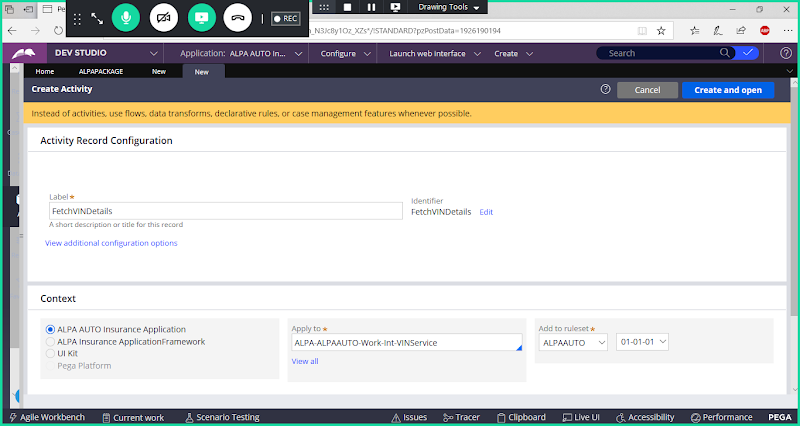 REC
Drawing Tools
Pe
_N3Jc8y1Oz_XZs*/!STANDARD?pzPostData=1926190194
DEV STUDIO
Application: ALPA AUTO In...
Configure
Launch web Interface
Create
Search
Home
ALPAPACKAGE
New
New
Create Activity
Cancel
Create and open
Instead of activities, use flows, data transforms, declarative rules, or case management features whenever possible.
Activity Record Configuration
Label ★
Identifier
FetchVINDetails
FetchVINDetails Edit
A short description or title for this record
View additional configuration options
Context
ALPA AUTO Insurance Application
ALPA Insurance ApplicationFramework
UI Kit
Pega Platform
Apply to ★
ALPA-ALPAAUTO-Work-Int-VINService
View all
Add to ruleset ★
ALPAAUTO
01-01-01
Agile Workbench
Current work
Scenario Testing
Issues
Tracer
Clipboard
Live UI
Accessibility
Performance
PEGA